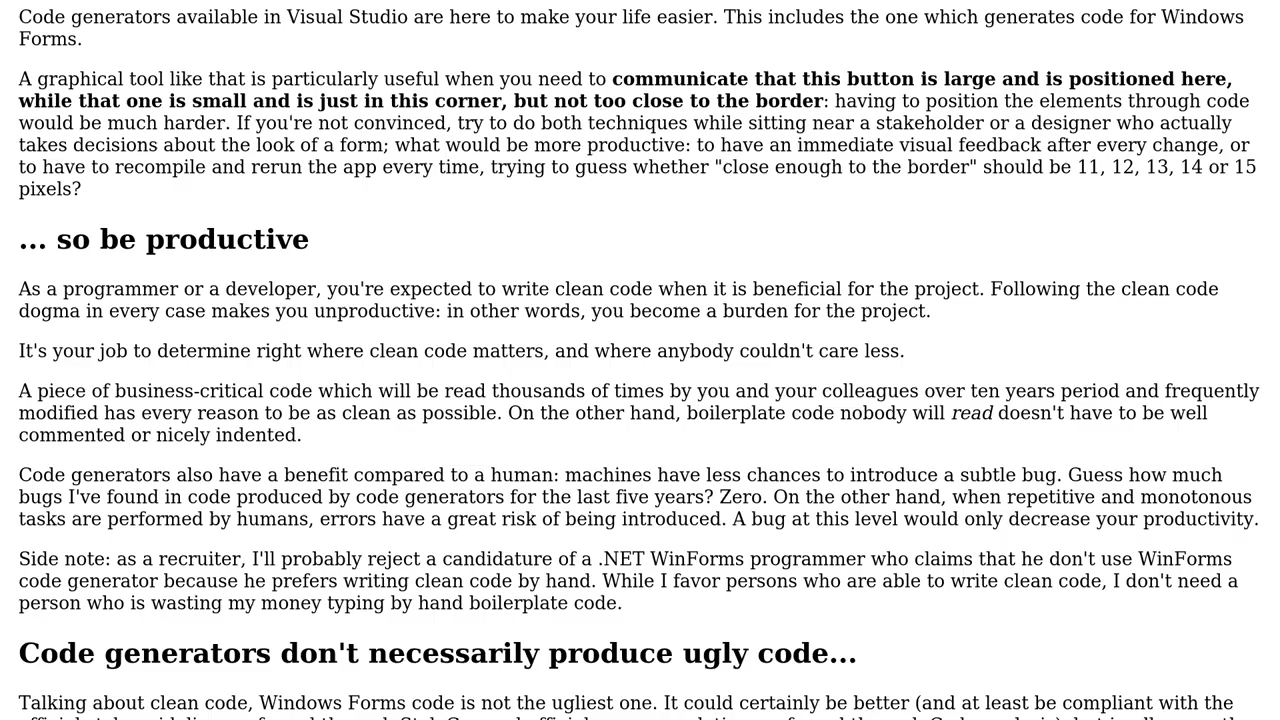 Code generators available in Visual Studio are here to make your life easier. This includes the one which generates code for Windows
Forms.
A graphical tool like that is particularly useful when you need to communicate that this button is large and is positioned here,
while that one is small and is just in this corner, but not too close to the border: having to position the elements through code
would be much harder. If you're not convinced, try to do both techniques while sitting near a stakeholder or a designer who actually
takes decisions about the look of a form; what would be more productive: to have an immediate visual feedback after every change, or
to have to recompile and rerun the app every time, trying to guess whether "close enough to the border" should be 11, 12, 13, 14 or 15
pixels?
... so be productive
As a programmer or a developer, you're expected to write clean code when it is beneficial for the project. Following the clean code
dogma in every case makes you unproductive: in other words, you become a burden for the project.
It's your job to determine right where clean code matters, and where anybody couldn't care less.
A piece of business-critical code which will be read thousands of times by you and your colleagues over ten years period and frequently
modified has every reason to be as clean as possible. On the other hand, boilerplate code nobody will read doesn't have to be well
commented or nicely indented.
Code generators also have a benefit compared to a human: machines have less chances to introduce a subtle bug. Guess how much
bugs I've found in code produced by code generators for the last five years? Zero. On the other hand, when repetitive and monotonous
tasks are performed by humans, errors have a great risk of being introduced. A bug at this level would only decrease your productivity.
Side note: as a recruiter, I'll probably reject a candidature of a .NET WinForms programmer who claims that he don't use WinForms
code generator because he prefers writing clean code by hand. While I favor persons who are able to write clean code, I don't need a
person who is wasting my money typing by hand boilerplate code.
Code generators don't necessarily produce ugly code...
Talking about clean code, Windows Forms code is not the ugliest one. It could certainly be better (and at least be compliant with the